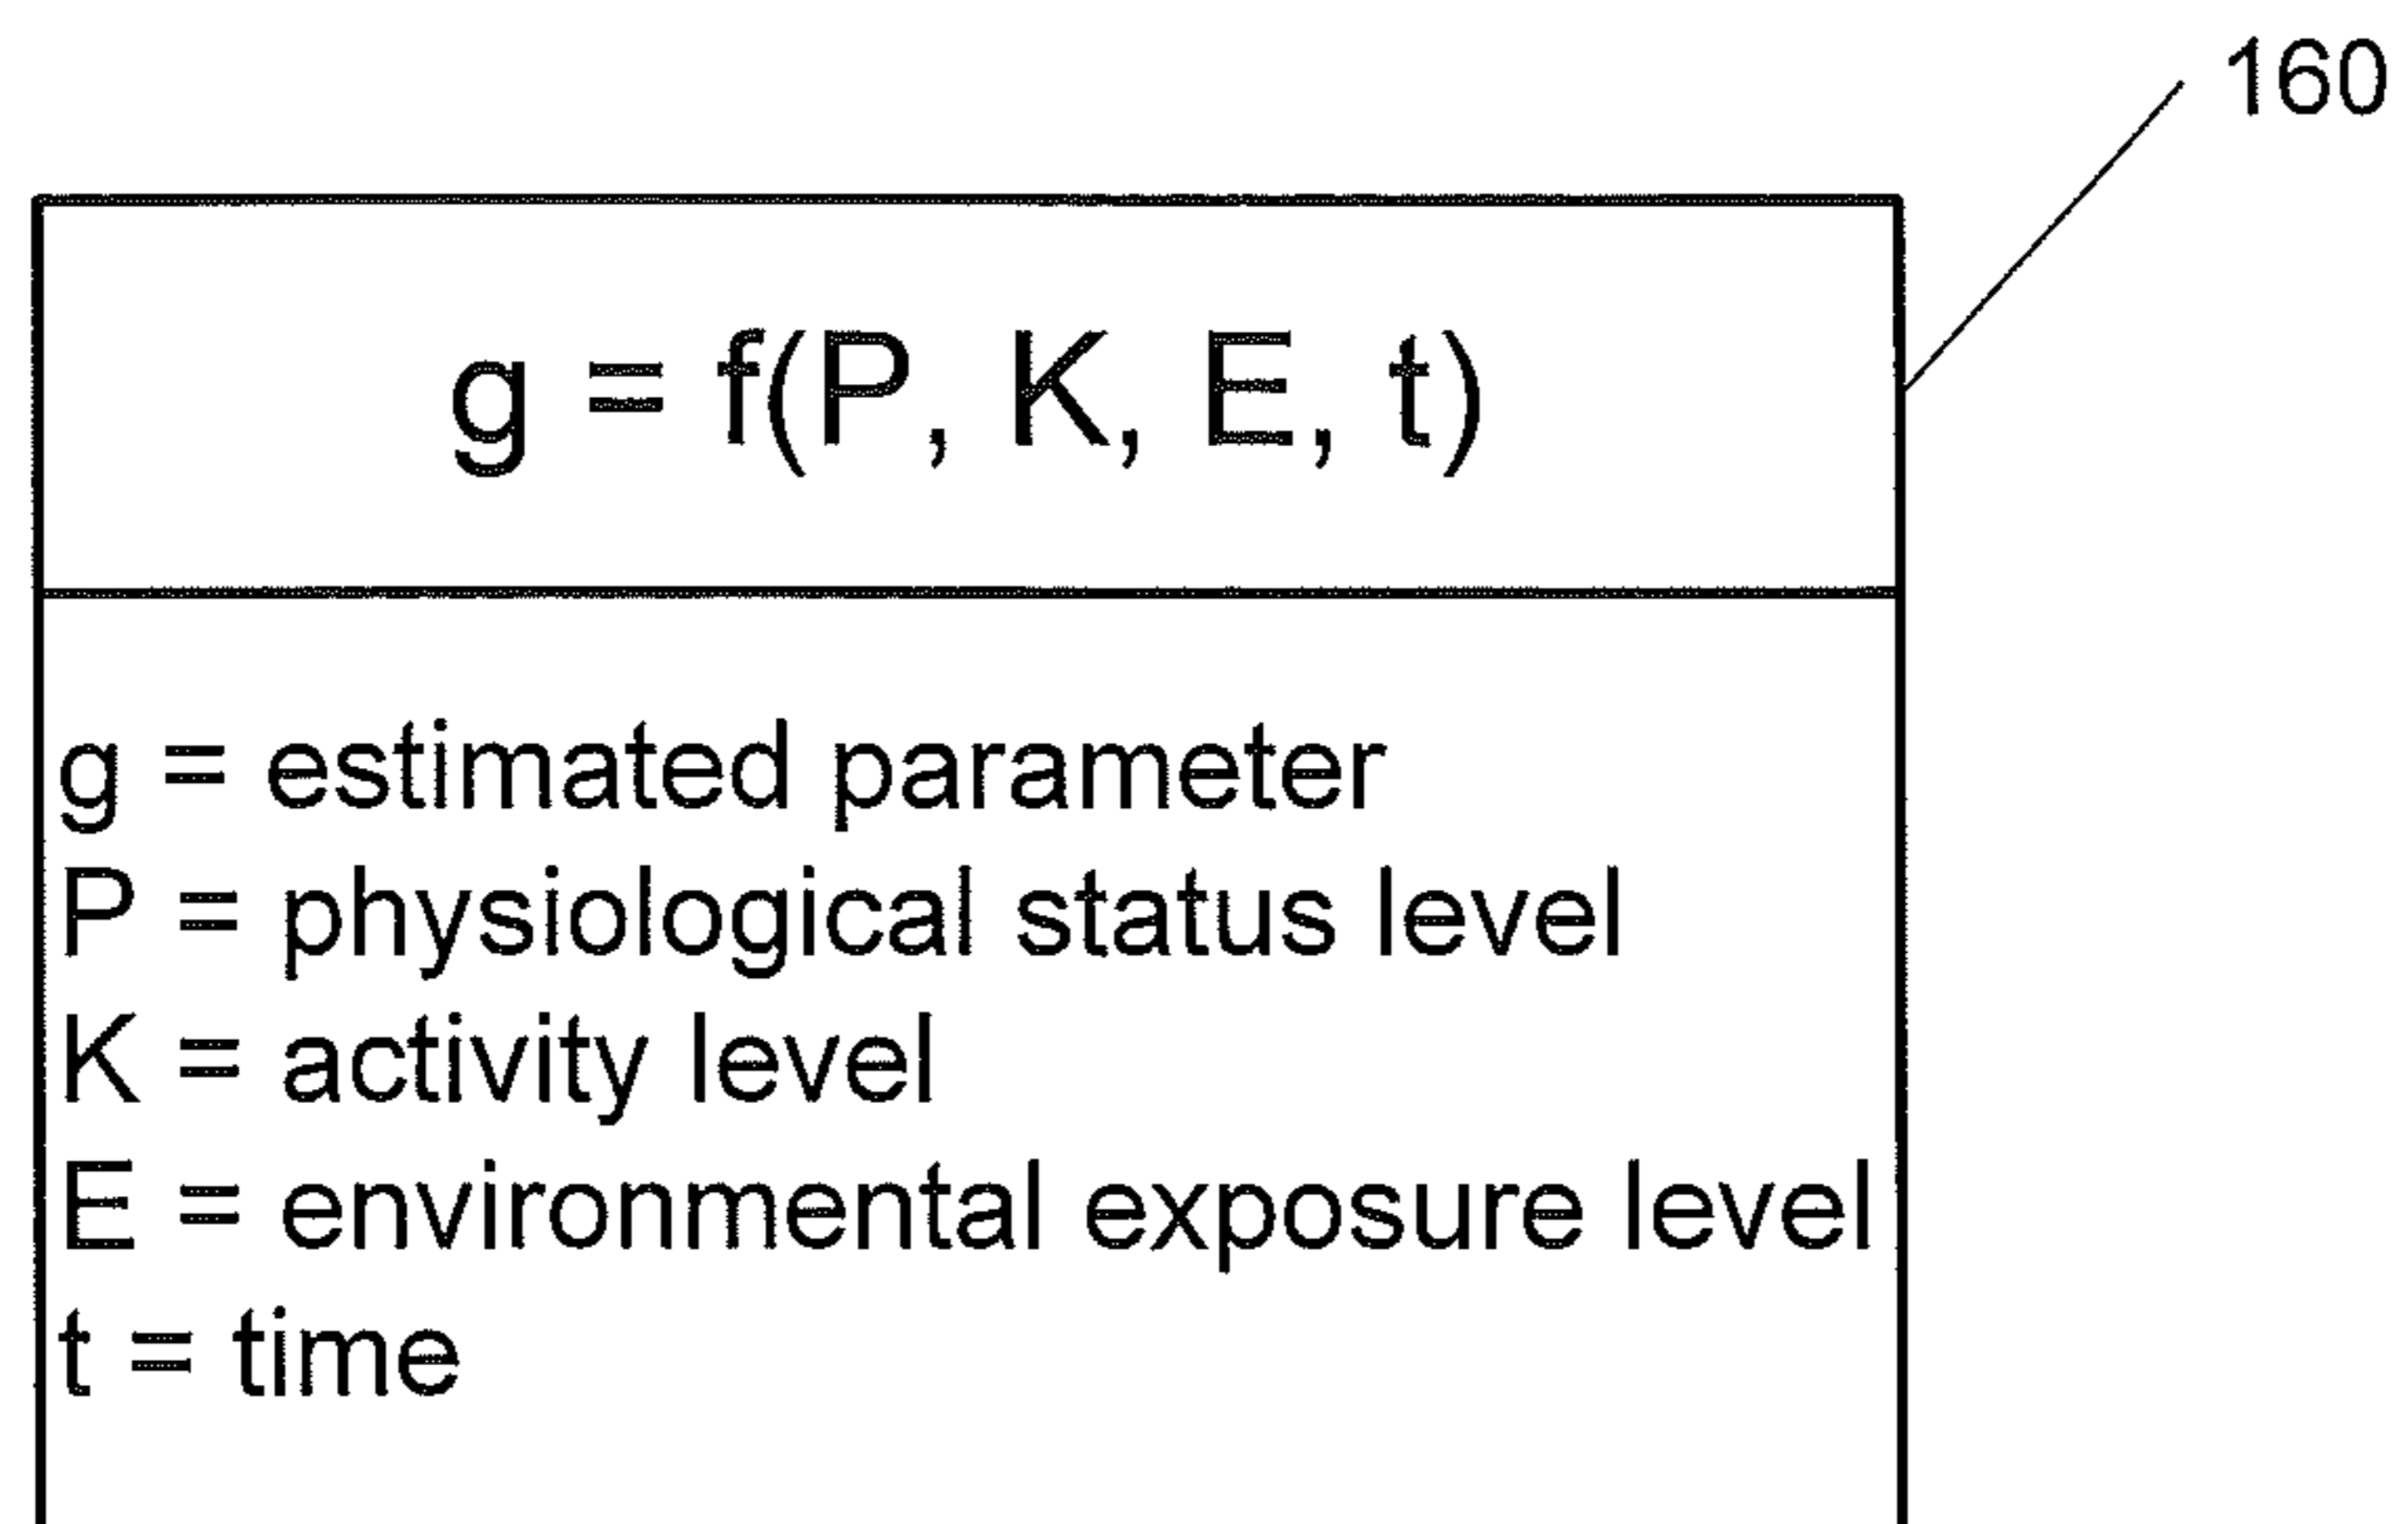 160
g = f(P, K, E, t)
g = estimated parameter
P = physiological status level
K = activity level
E = environmental exposure level
t = time